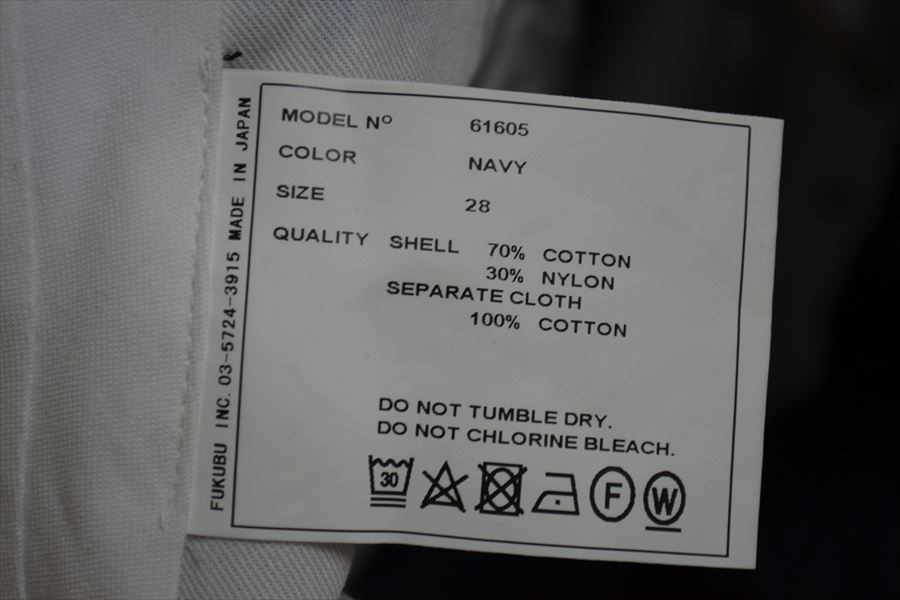 MODEL Nº 61605
COLOR NAVY
SIZE 28
QUALITY SHELL 70% COTTON
30% NYLON
SEPARATE CLOTH
100% COTTON
DO NOT TUMBLE DRY.
DO NOT CHLORINE BLEACH.
30 F W
FUKUBU INC. 03-5724-3915 MADE IN JAPAN